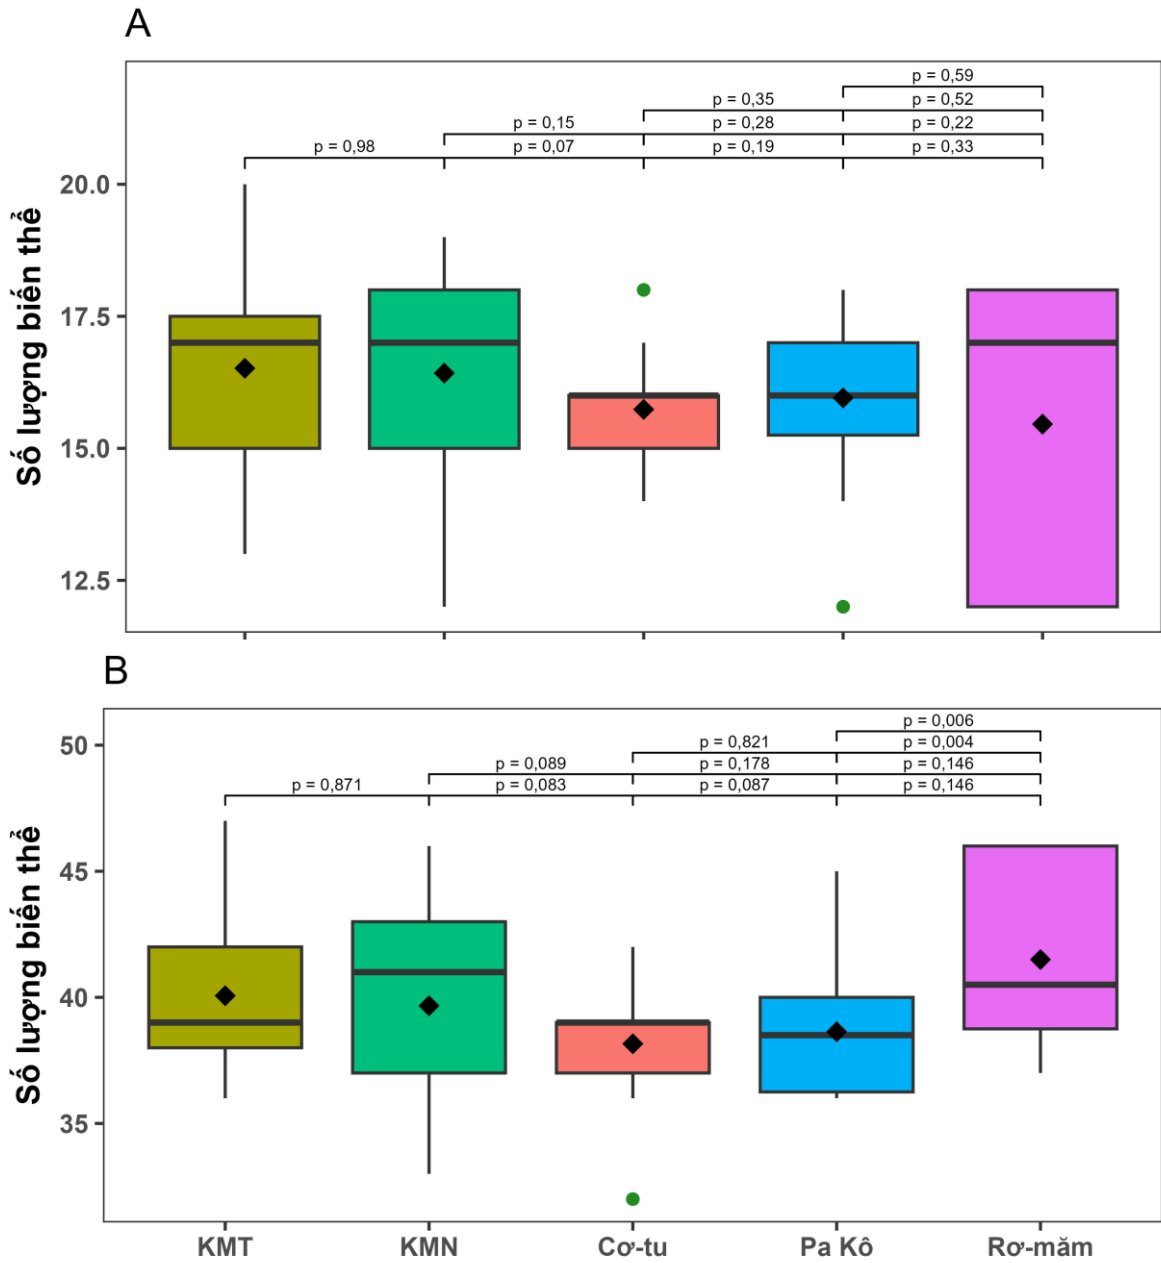 A
p = 0,59
p = 0,35 p = 0,52
p = 0,15 p = 0,28 p = 0,22
p = 0,98 p = 0,07 p = 0,19 p = 0,33
Số lượng biến thể
20.0
17.5
15.0
12.5
B
p = 0,006
p = 0,821 p = 0,004
p = 0,089 p = 0,178 p = 0,146
p = 0,871 p = 0,083 p = 0,087 p = 0,146
Số lượng biến thể
50
45
40
35
KMT KMN Cơ-tu Pa Kô Rơ-măm